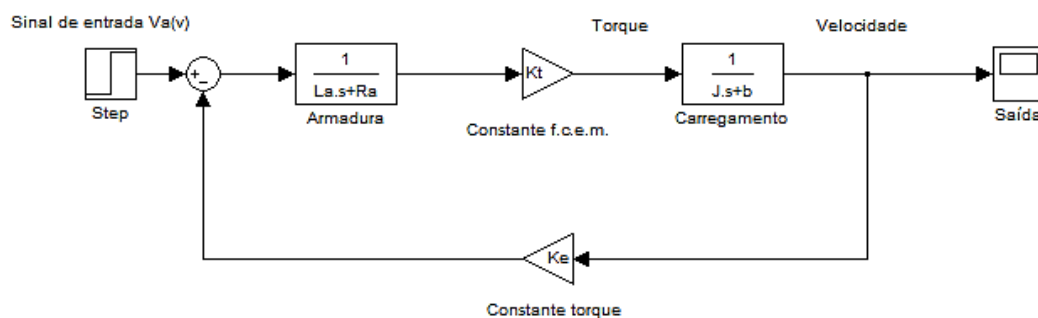 Sinal de entrada Va(v)
Step
+
−
1
La.s+Ra
Armadura
Kt
Constante f.c.e.m.
Torque
1
J.s+b
Carregamento
Velocidade
Saída
Ke
Constante torque